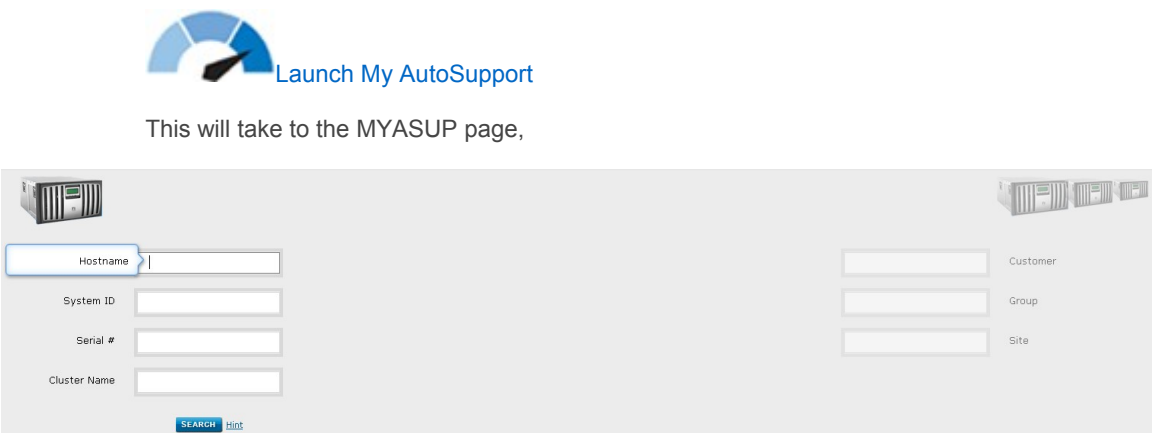 Launch My AutoSupport
This will take to the MYASUP page,
Hostname
System ID
Serial #
Cluster Name
SEARCH Hint
Customer
Group
Site